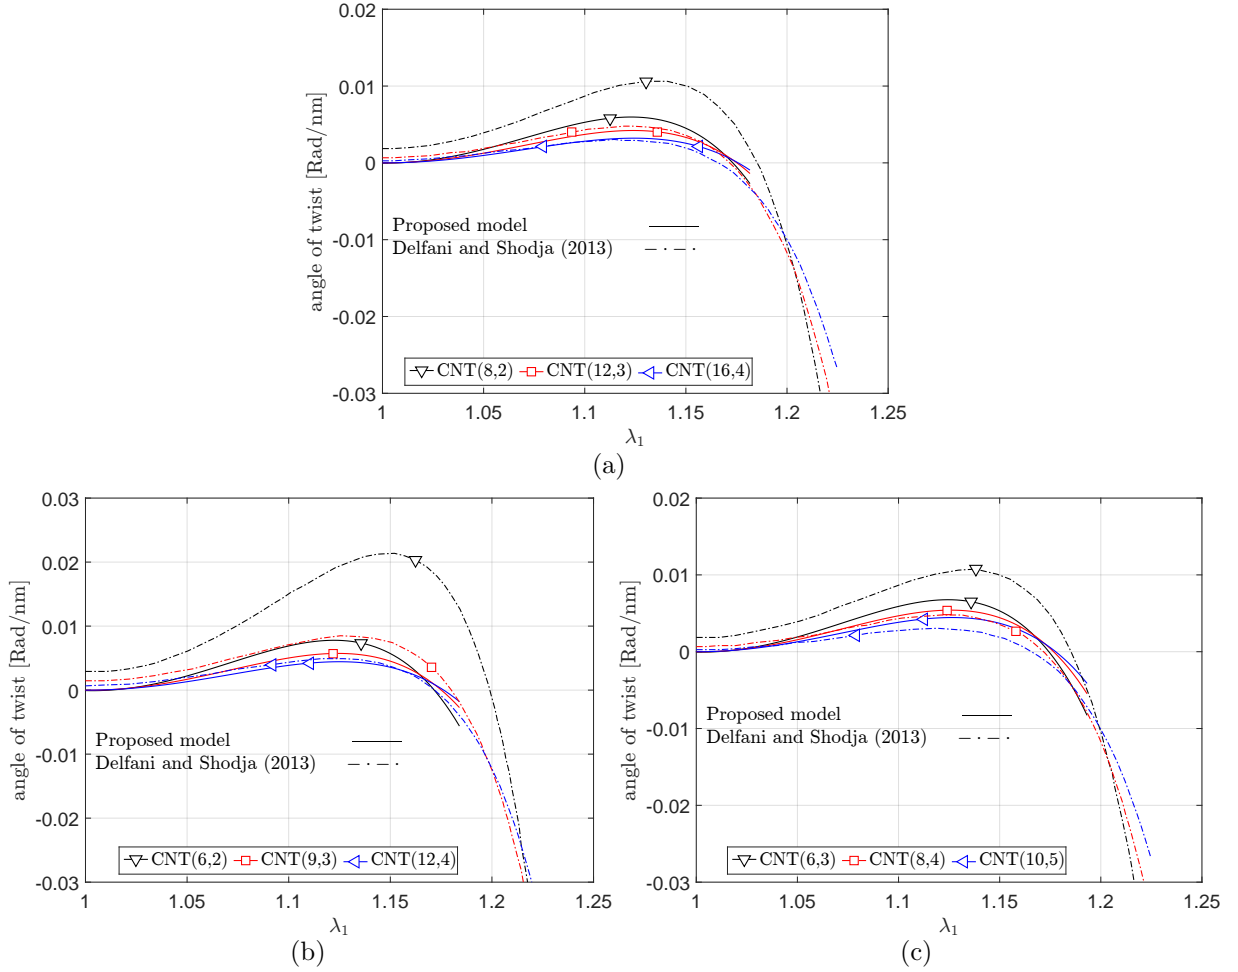 0.02
0.01
0
-0.01
-0.02
-0.03
angle of twist [Rad/nm]
Proposed model
Delfani and Shodja (2013)
CNT(8,2) CNT(12,3) CNT(16,4)
1 1.05 1.1 1.15 1.2 1.25
λ1
(a)
0.03
0.02
0.01
0
-0.01
-0.02
-0.03
angle of twist [Rad/nm]
Proposed model
Delfani and Shodja (2013)
CNT(6,2) CNT(9,3) CNT(12,4)
1 1.05 1.1 1.15 1.2 1.25
λ1
(b)
0.02
0.01
0
-0.01
-0.02
-0.03
angle of twist [Rad/nm]
Proposed model
Delfani and Shodja (2013)
CNT(6,3) CNT(8,4) CNT(10,5)
1 1.05 1.1 1.15 1.2 1.25
λ1
(c)